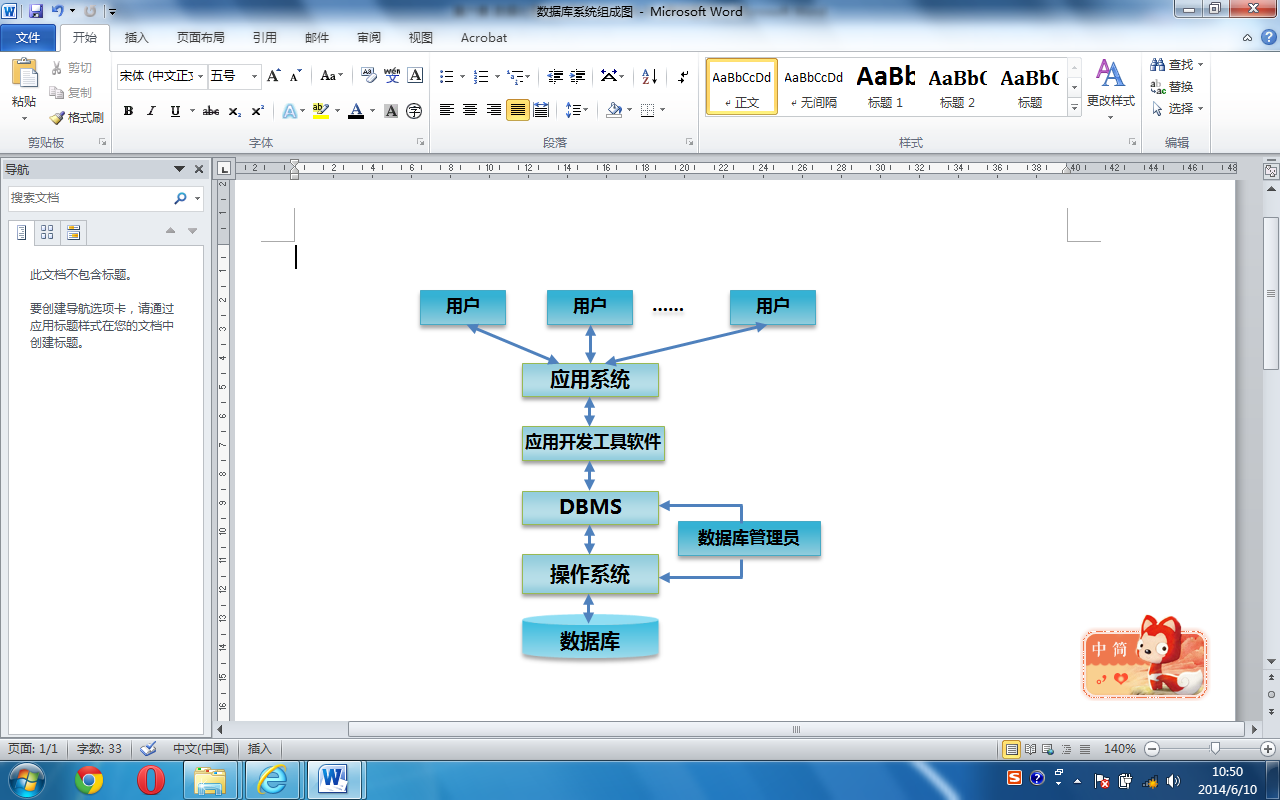 数据库系统组成图 - Microsoft Word
文件 开始 插入 页面布局 引用 邮件 审阅 视图 Acrobat
粘贴
剪切
复制
格式刷
剪贴板
宋体 (中文正 五号
B I U abc x₂ x²
字体
段落
AaBbCcDd AaBbCcDd AaBb AaBbC AaBbC
正文 无间隔 标题 1 标题 2 标题
更改样式
样式
查找
替换
选择
编辑
导航
搜索文档
此文档不包含标题。
要创建导航选项卡，请通过
应用标题样式在您的文档中
创建标题。
用户 用户 ...... 用户
应用系统
应用开发工具软件
DBMS
数据库管理员
操作系统
数据库
中 简
页面: 1/1 字数: 33 中文(中国) 插入 140%
10:50
2014/6/10